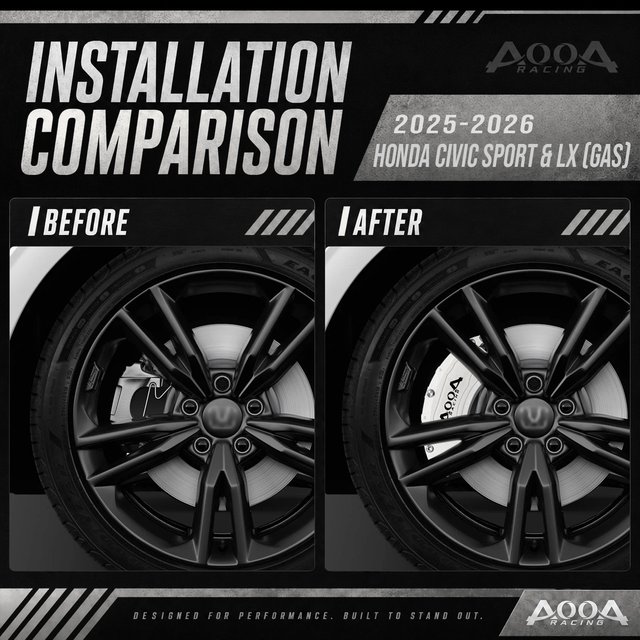 INSTALLATION
COMPARISON
AOOA
RACING
2025-2026
HONDA CIVIC SPORT & LX (GAS)
BEFORE
AFTER
AOOA
DESIGNED FOR PERFORMANCE. BUILT TO STAND OUT.
AOOA
RACING